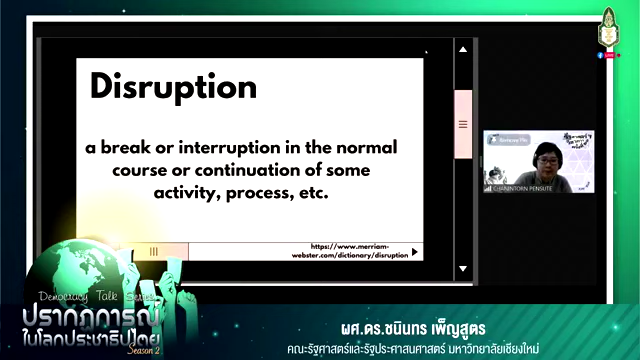 Disruption
a break or interruption in the normal
course or continuation of some
activity, process, etc.
https://www.merriam-
webster.com/dictionary/disruption
CHANINTORN PENSUTE
LIVE
Democracy Talk Series
ปรากฏการณ์
ในโลกประชาธิปไตย
Season 2
ผศ.ดร.ชนินทร เพ็ญสูตร
คณะรัฐศาสตร์และรัฐประศาสนศาสตร์ มหาวิทยาลัยเชียงใหม่